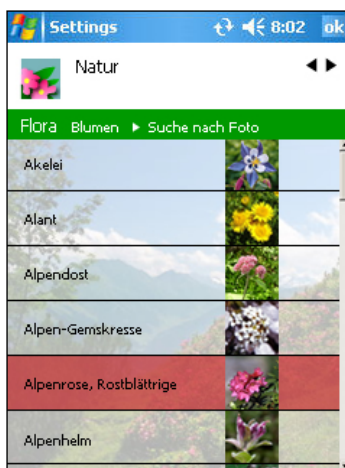 Settings 8:02 ok
Natur
Flora Blumen ▸ Suche nach Foto
Akelei
Alant
Alpendost
Alpen-Gemskresse
Alpenrose, Rostblättrige
Alpenhelm